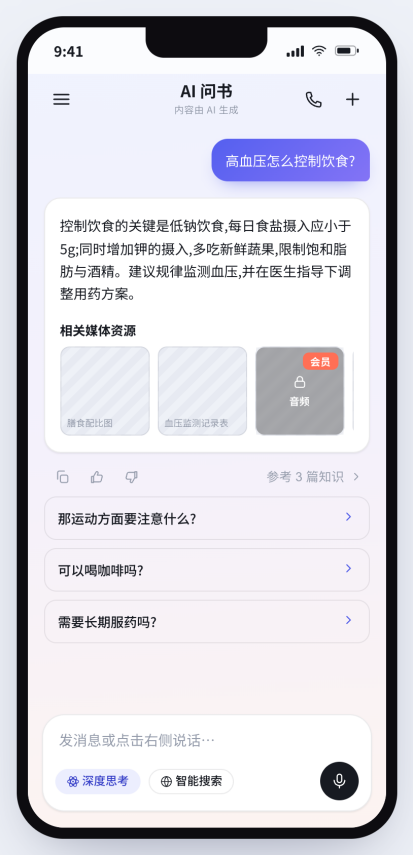 9:41
AI 问书
内容由 AI 生成
高血压怎么控制饮食?
控制饮食的关键是低钠饮食,每日食盐摄入应小于
5g;同时增加钾的摄入,多吃新鲜蔬果,限制饱和脂
肪与酒精。建议规律监测血压,并在医生指导下调
整用药方案。
相关媒体资源
会员
音频
膳食配比图
血压监测记录表
参考 3 篇知识
那运动方面要注意什么?
可以喝咖啡吗?
需要长期服药吗?
发消息或点击右侧说话…
深度思考
智能搜索